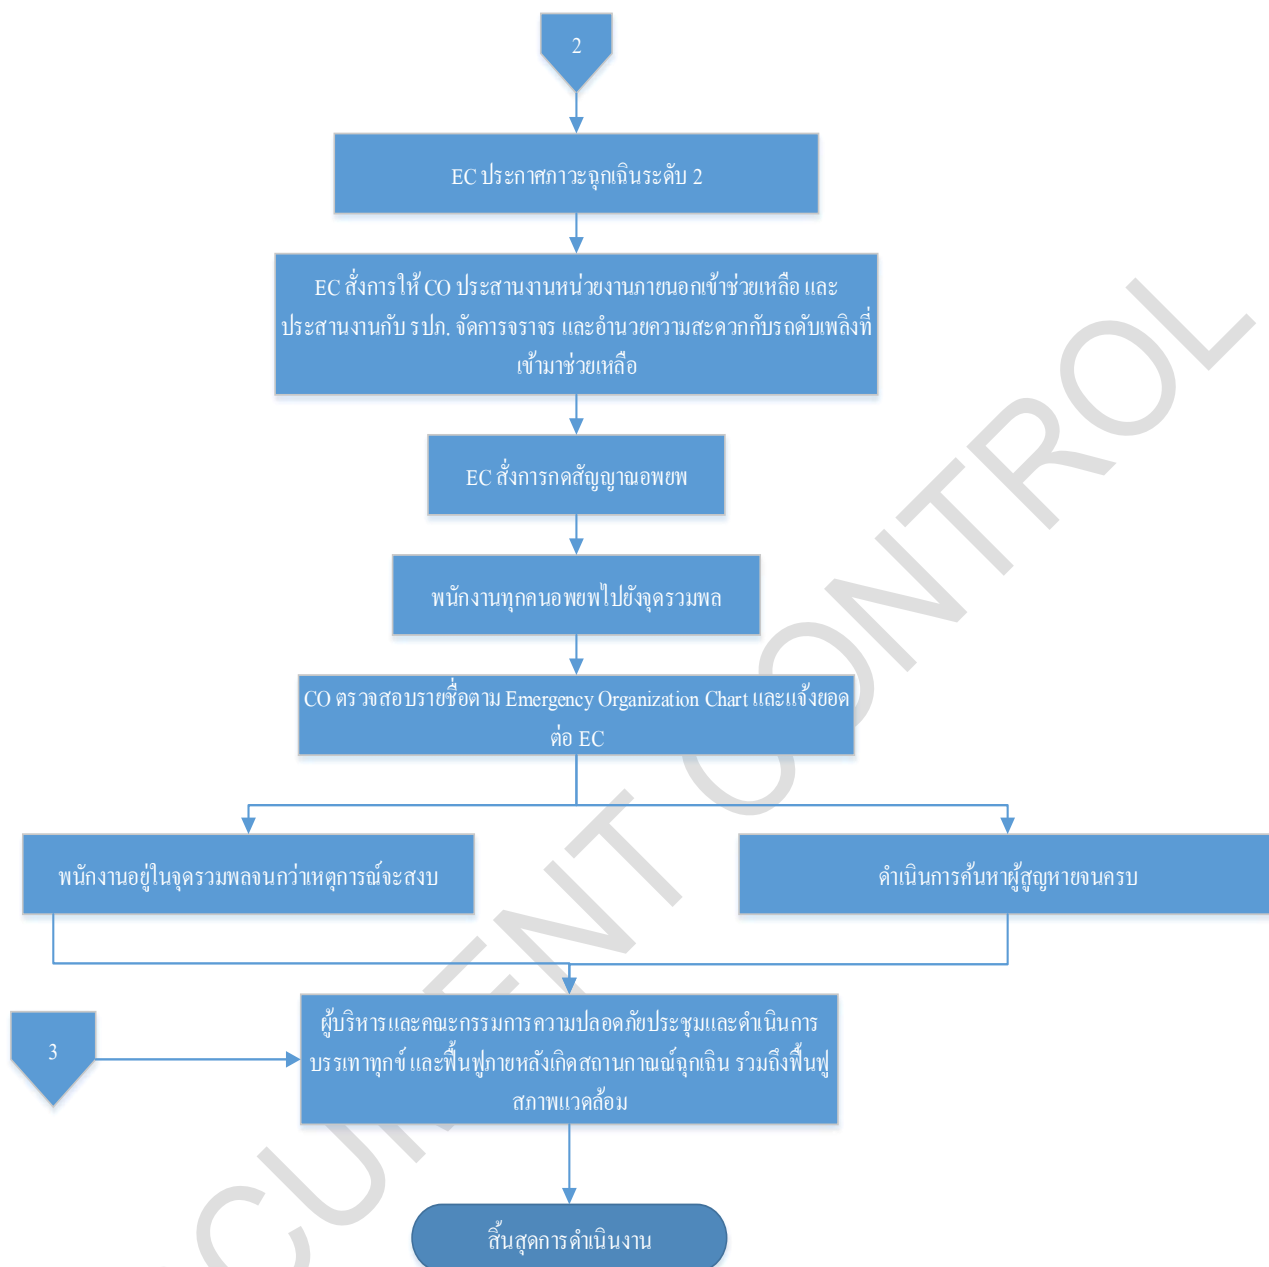 2
EC ประกาศภาวะฉุกเฉินระดับ 2
EC สั่งการให้ CO ประสานงานหน่วยงานภายนอกเข้าช่วยเหลือ และ
ประสานงานกับ รปภ. จัดการจราจร และอำนวยความสะดวกกับรถดับเพลิงที่
เข้ามาช่วยเหลือ
EC สั่งการกดสัญญาณอพยพ
พนักงานทุกคนอพยพไปยังจุดรวมพล
CO ตรวจสอบรายชื่อตาม Emergency Organization Chart และแจ้งยอด
ต่อ EC
พนักงานอยู่ในจุดรวมพลจนกว่าเหตุการณ์จะสงบ
ดำเนินการค้นหาผู้สูญหายจนครบ
3
ผู้บริหารและคณะกรรมการความปลอดภัยประชุมและดำเนินการ
บรรเทาทุกข์ และฟื้นฟูภายหลังเกิดสถานกาณณ์ฉุกเฉิน รวมถึงฟื้นฟู
สภาพแวดล้อม
สิ้นสุดการดำเนินงาน
CUMENT CONTROL